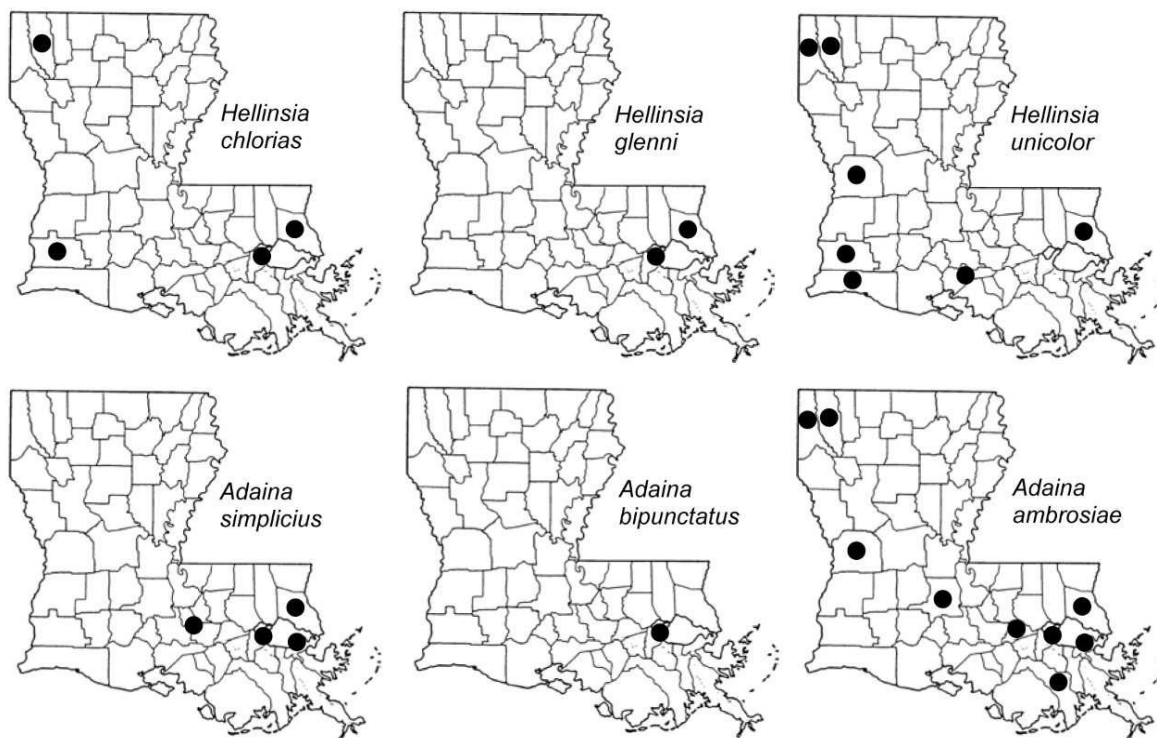 Hellinsia
chlorias
Hellinsia
glenni
Hellinsia
unicolor
Adaina
simplicius
Adaina
bipunctatus
Adaina
ambrosiae